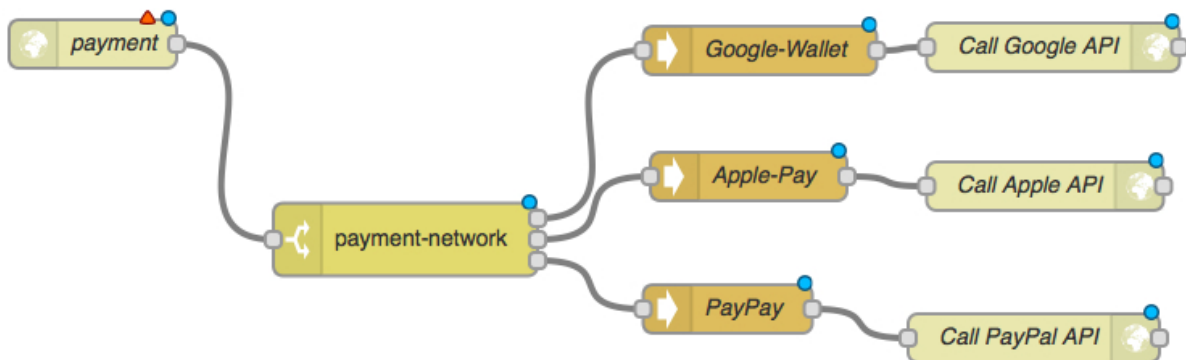 payment
Google-Wallet
Call Google API
Apple-Pay
Call Apple API
payment-network
PayPay
Call PayPal API